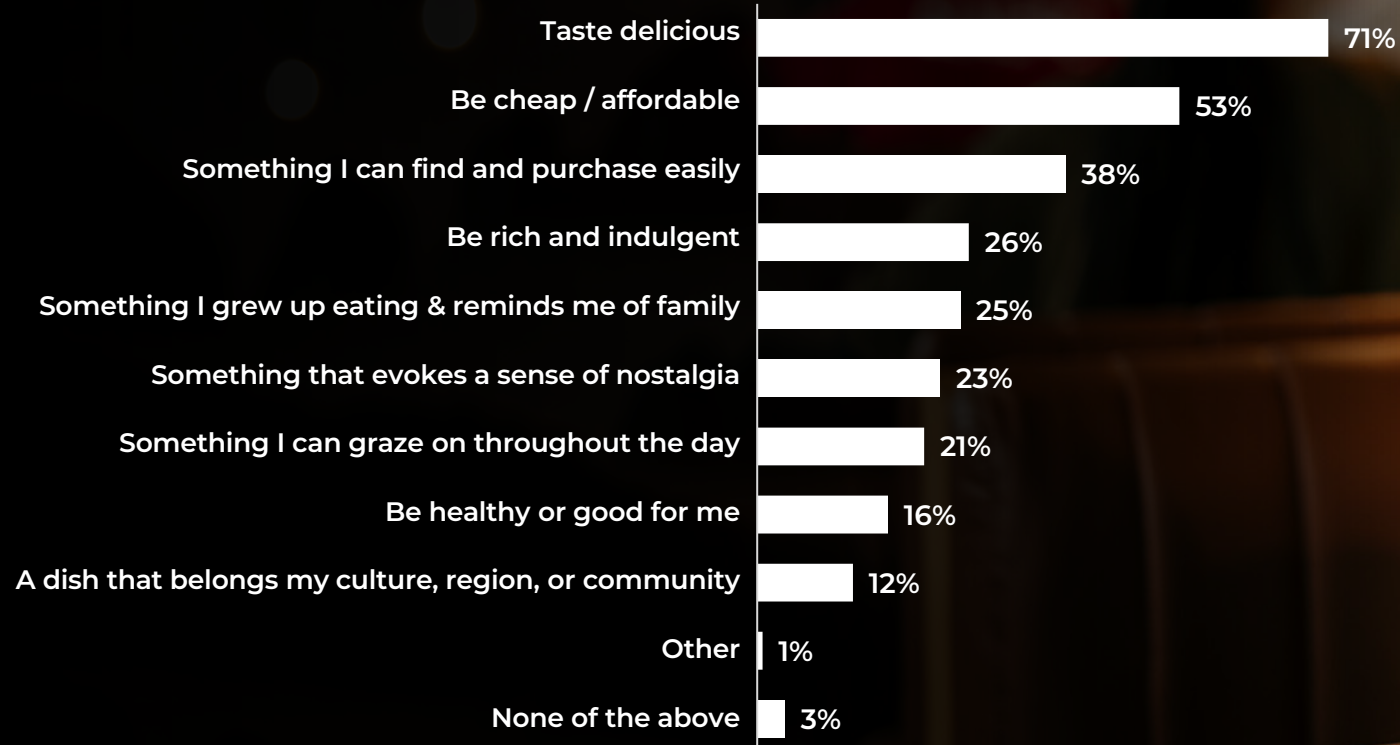 Taste delicious 71%
Be cheap / affordable 53%
Something I can find and purchase easily 38%
Be rich and indulgent 26%
Something I grew up eating & reminds me of family 25%
Something that evokes a sense of nostalgia 23%
Something I can graze on throughout the day 21%
Be healthy or good for me 16%
A dish that belongs my culture, region, or community 12%
Other 1%
None of the above 3%